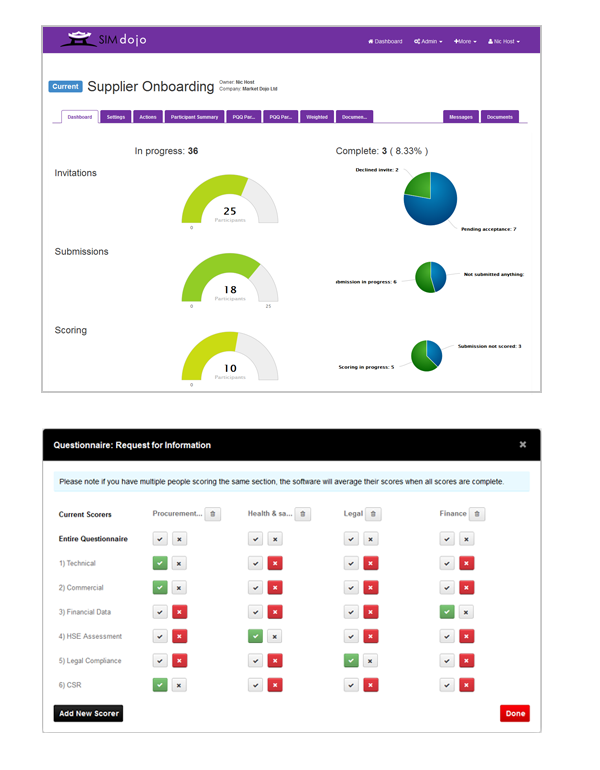 SIM dojo
Dashboard Admin +More Nic Host
Current Supplier Onboarding Owner: Nic Host
Company: Market Dojo Ltd
Dashboard Settings Actions Participant Summary PQQ Par... PQQ Par... Weighted Documen... Messages Documents
In progress: 36 Complete: 3 ( 8.33% )
Invitations
Declined invite: 2
25
Participants
0
Pending acceptance: 7
Submissions
Not submitted anything:
ibmission in progress: 6
18
Participants
0 25
Scoring
Submission not scored: 3
Scoring in progress: 5
10
Participants
0
Questionnaire: Request for Information
Please note if you have multiple people scoring the same section, the software will average their scores when all scores are complete.
Current Scorers Procurement... Health & sa... Legal Finance
Entire Questionnaire
1) Technical
2) Commercial
3) Financial Data
4) HSE Assessment
5) Legal Compliance
6) CSR
Add New Scorer Done